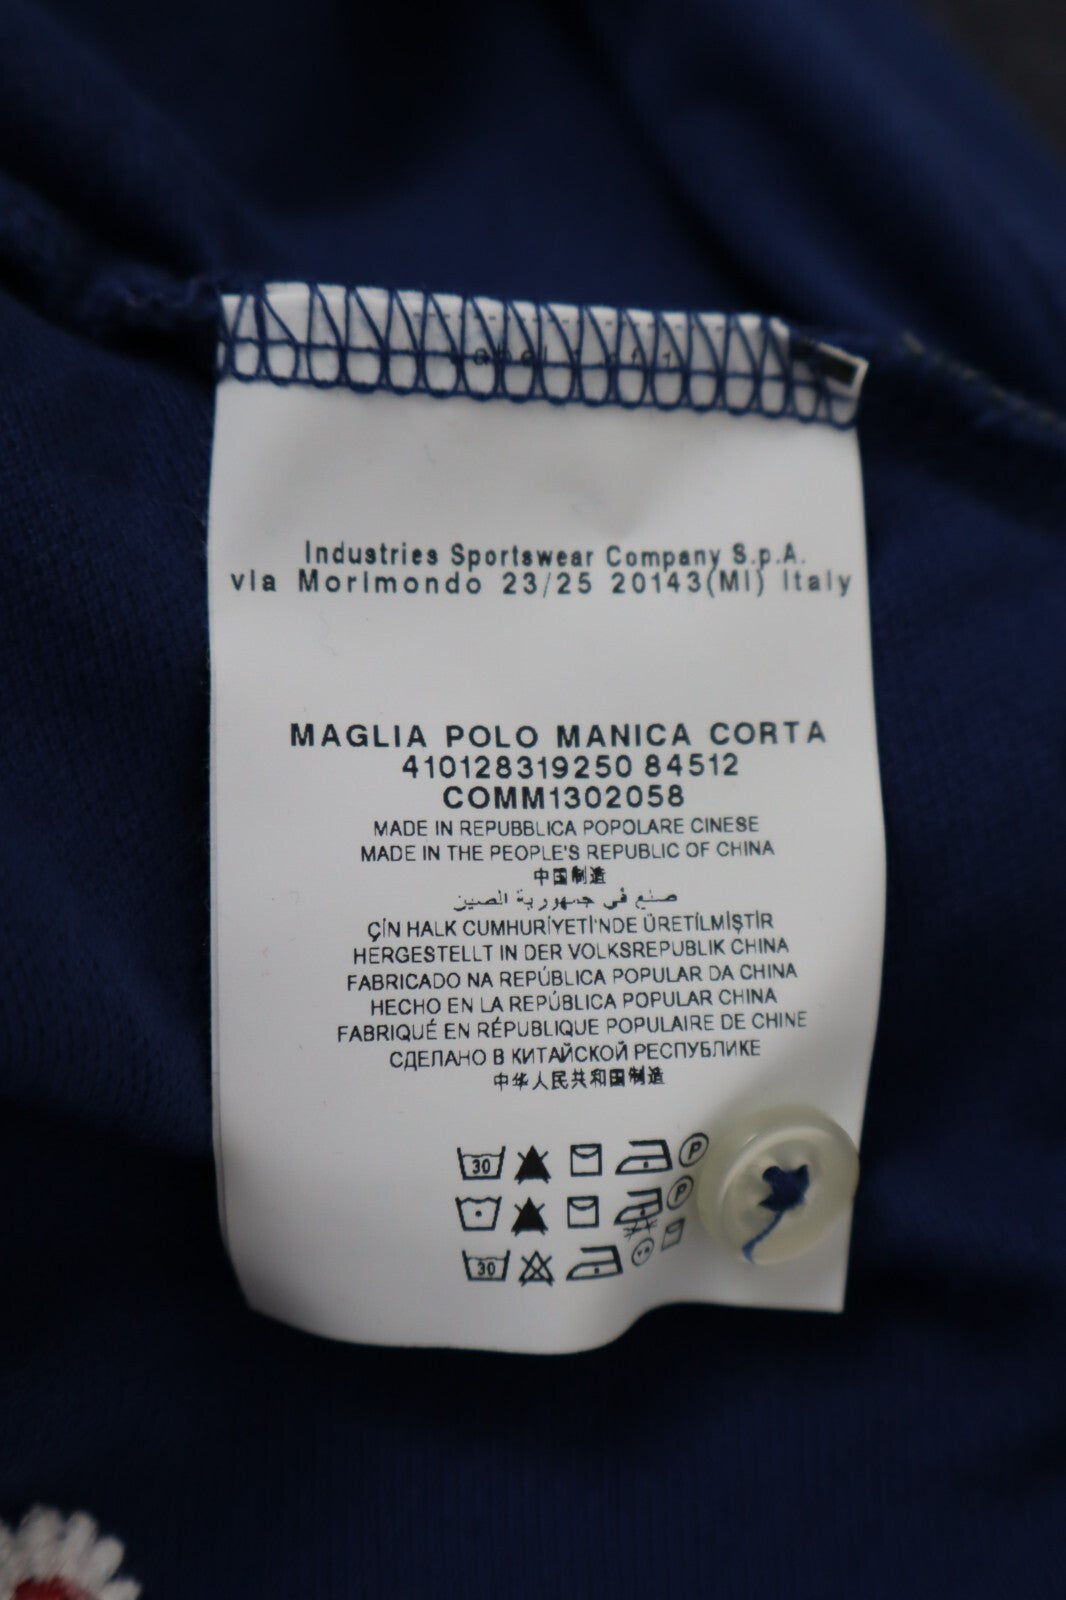 Industries Sportswear Company S.p.A.
via Morimondo 23/25 20143(MI) Italy
MAGLIA POLO MANICA CORTA
410128319250 84512
COMM1302058
MADE IN REPUBBLICA POPOLARE CINESE
MADE IN THE PEOPLE'S REPUBLIC OF CHINA
中国制造
صنع في جمهورية الصين
ÇİN HALK CUMHURİYETİ'NDE ÜRETİLMİŞTİR
HERGESTELLT IN DER VOLKSREPUBLIK CHINA
FABRICADO NA REPÚBLICA POPULAR DA CHINA
HECHO EN LA REPÚBLICA POPULAR CHINA
FABRIQUÉ EN RÉPUBLIQUE POPULAIRE DE CHINE
СДЕЛАНО В КИТАЙСКОЙ РЕСПУБЛИКЕ
中华人民共和国制造
30 P
P
30